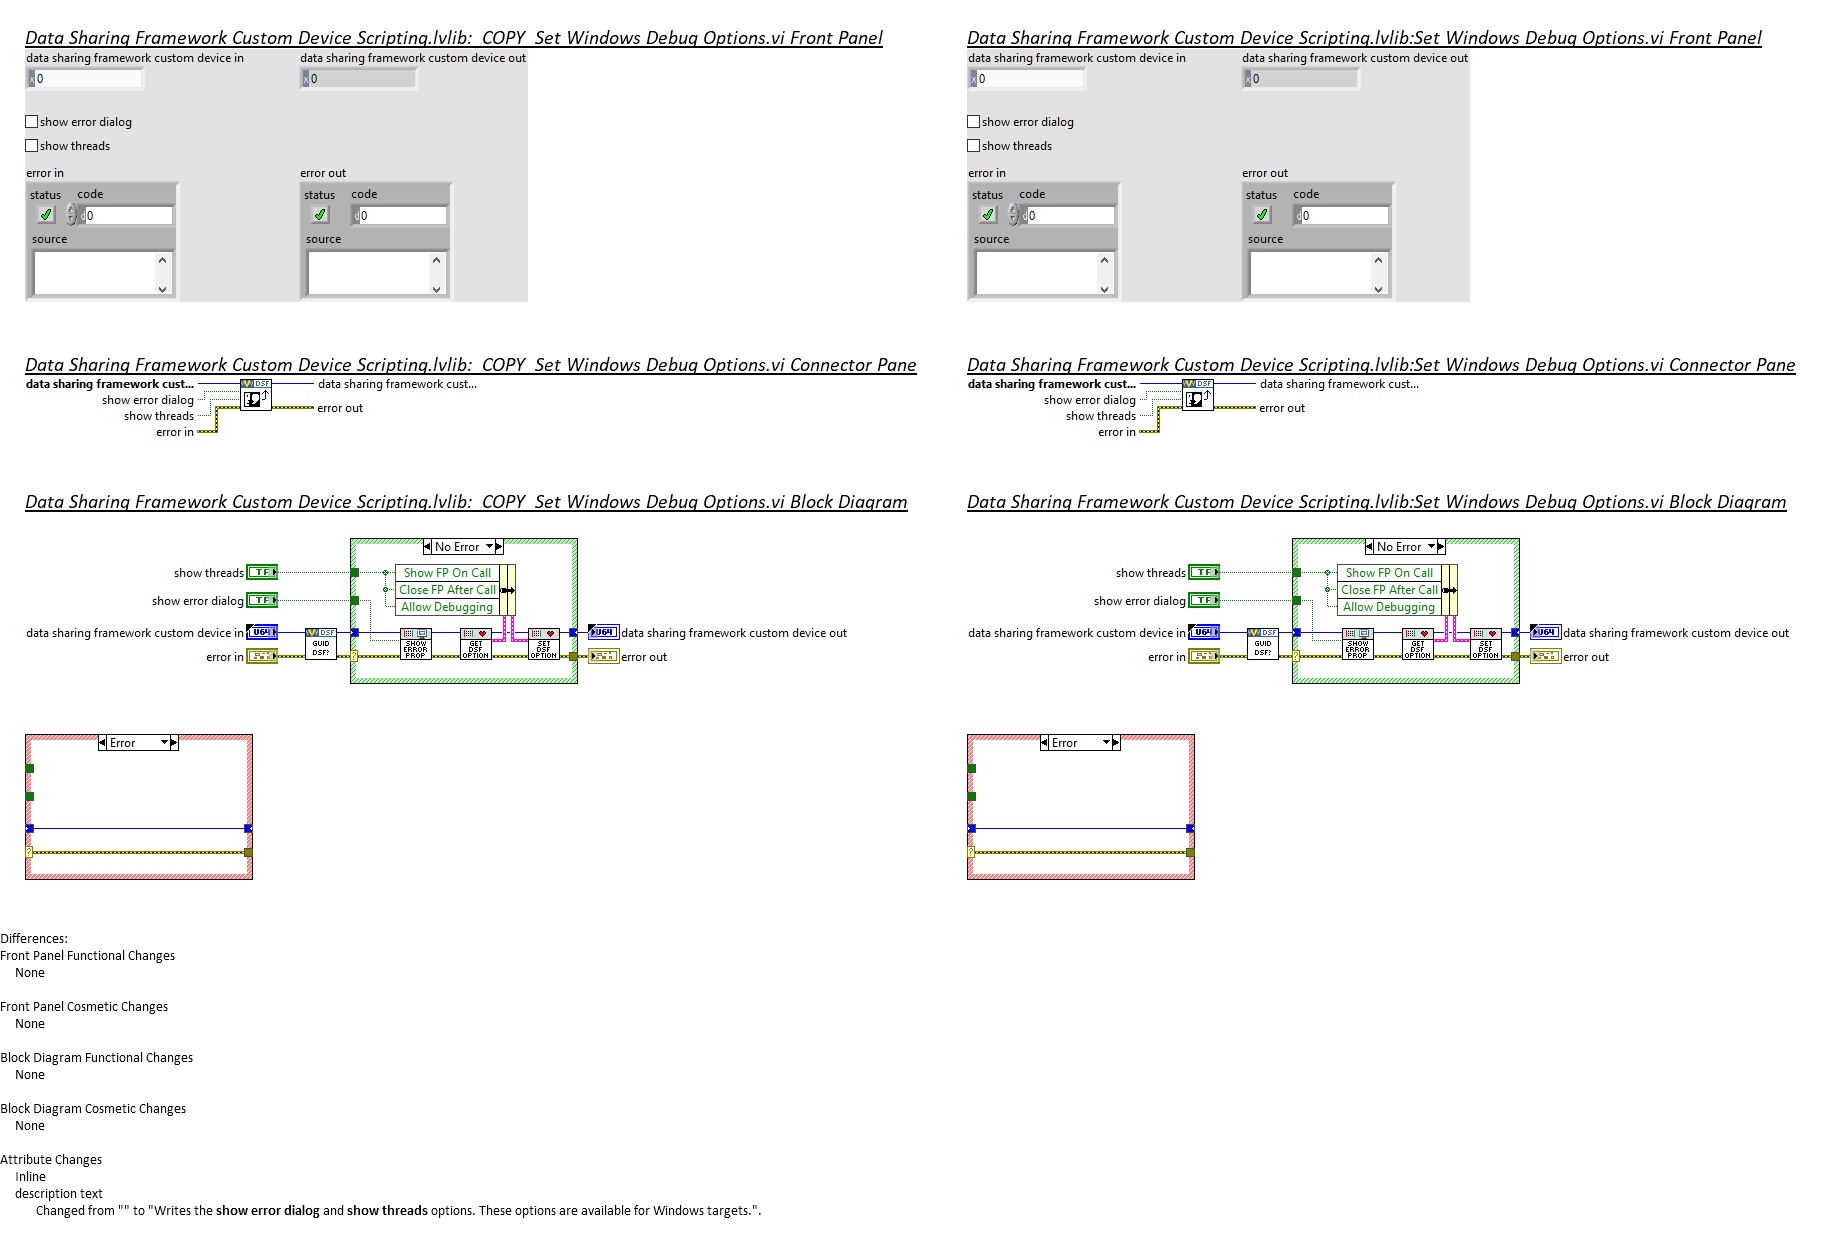 Data Sharing Framework Custom Device Scripting.lvlib:_COPY_Set Windows Debug Options.vi Front Panel
data sharing framework custom device in
data sharing framework custom device out
x 0
x 0
show error dialog
show threads
error in
error out
status
code
status
code
d 0
d 0
source
source
Data Sharing Framework Custom Device Scripting.lvlib:Set Windows Debug Options.vi Front Panel
data sharing framework custom device in
data sharing framework custom device out
x 0
x 0
show error dialog
show threads
error in
error out
status
code
status
code
d 0
d 0
source
source
Data Sharing Framework Custom Device Scripting.lvlib:_COPY_Set Windows Debug Options.vi Connector Pane
data sharing framework cust...
data sharing framework cust...
show error dialog
show threads
error in
error out
DSF
Data Sharing Framework Custom Device Scripting.lvlib:Set Windows Debug Options.vi Connector Pane
data sharing framework cust...
data sharing framework cust...
show error dialog
show threads
error in
error out
DSF
Data Sharing Framework Custom Device Scripting.lvlib:_COPY_Set Windows Debug Options.vi Block Diagram
No Error
show threads
TF
Show FP On Call
Close FP After Call
Allow Debugging
show error dialog
TF
data sharing framework custom device in
U64
DSF
GUID
DSF?
SHOW
ERROR
PROP
GET
DSF
OPTION
SET
DSF
OPTION
U64
data sharing framework custom device out
error in
?
error out
Error
?
Data Sharing Framework Custom Device Scripting.lvlib:Set Windows Debug Options.vi Block Diagram
No Error
show threads
TF
Show FP On Call
Close FP After Call
Allow Debugging
show error dialog
TF
data sharing framework custom device in
U64
DSF
GUID
DSF?
SHOW
ERROR
PROP
GET
DSF
OPTION
SET
DSF
OPTION
U64
data sharing framework custom device out
error in
?
error out
Error
?
Differences:
Front Panel Functional Changes
None
Front Panel Cosmetic Changes
None
Block Diagram Functional Changes
None
Block Diagram Cosmetic Changes
None
Attribute Changes
Inline
description text
Changed from "" to "Writes the show error dialog and show threads options. These options are available for Windows targets.".